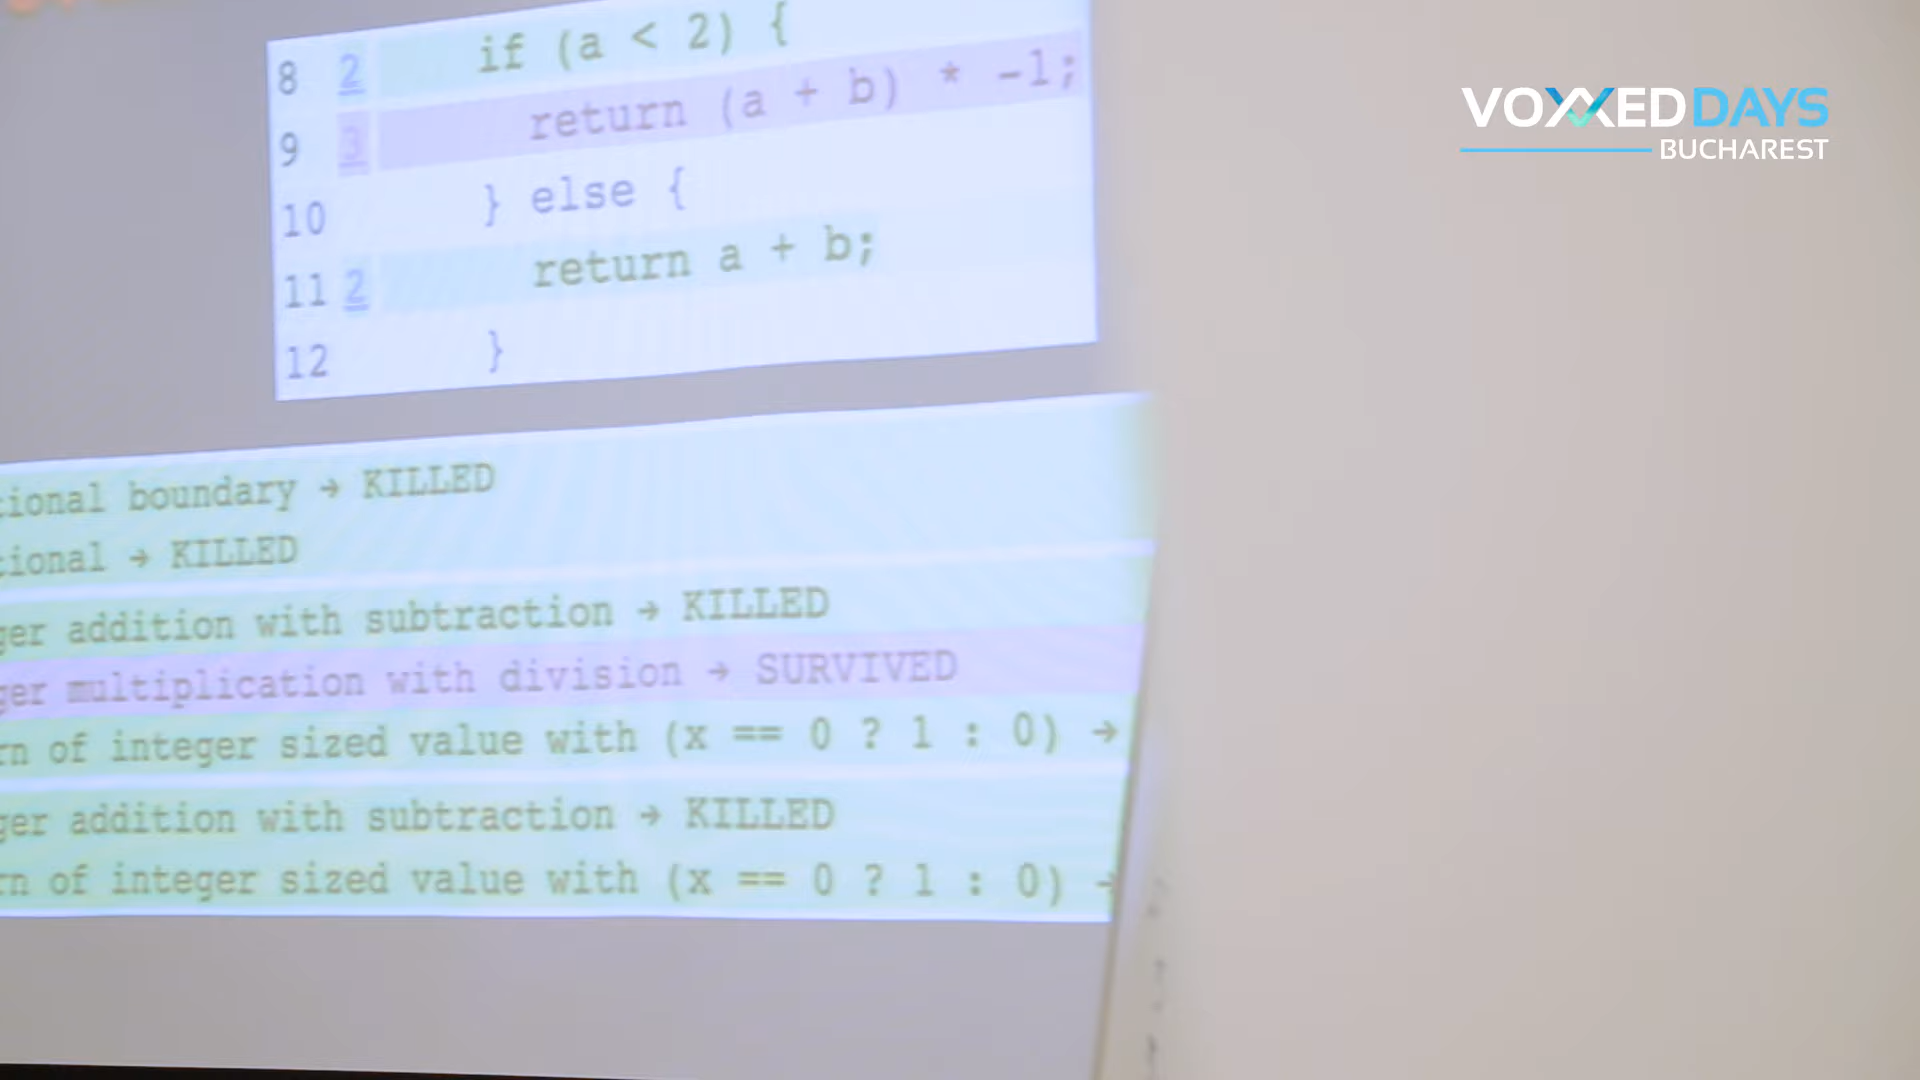 8 2 if (a < 2) {
9 3 return (a + b) * -1;
10 } else {
11 2 return a + b;
12 }
tional boundary → KILLED
tional → KILLED
ger addition with subtraction → KILLED
ger multiplication with division → SURVIVED
rn of integer sized value with (x == 0 ? 1 : 0) →
ger addition with subtraction → KILLED
rn of integer sized value with (x == 0 ? 1 : 0) →
VOXXED DAYS
BUCHAREST